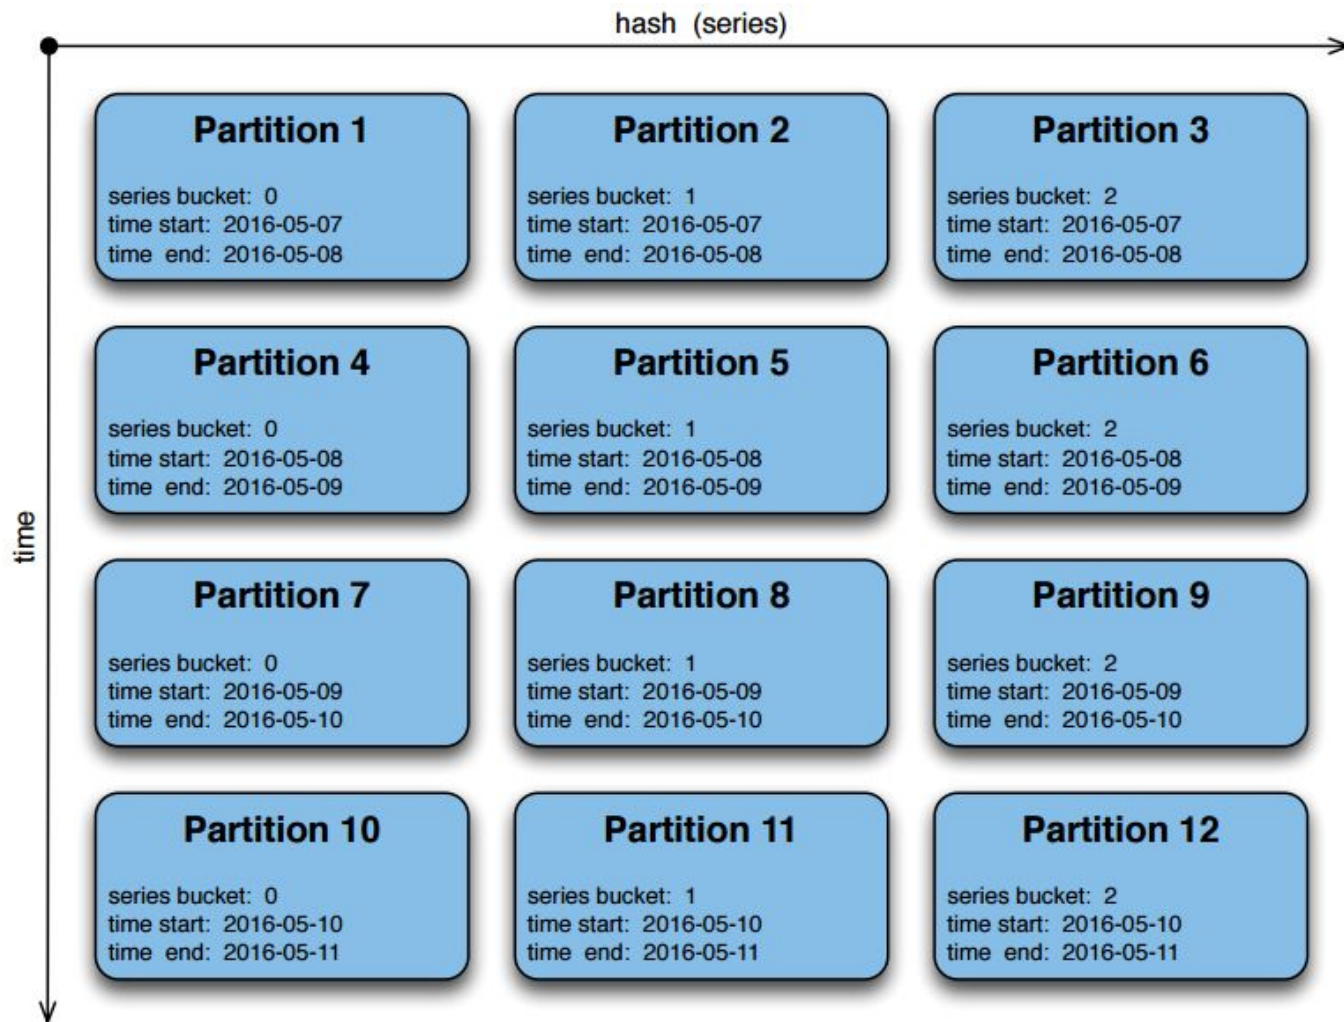 hash (series)
time
Partition 1
series bucket: 0
time start: 2016-05-07
time end: 2016-05-08
Partition 2
series bucket: 1
time start: 2016-05-07
time end: 2016-05-08
Partition 3
series bucket: 2
time start: 2016-05-07
time end: 2016-05-08
Partition 4
series bucket: 0
time start: 2016-05-08
time end: 2016-05-09
Partition 5
series bucket: 1
time start: 2016-05-08
time end: 2016-05-09
Partition 6
series bucket: 2
time start: 2016-05-08
time end: 2016-05-09
Partition 7
series bucket: 0
time start: 2016-05-09
time end: 2016-05-10
Partition 8
series bucket: 1
time start: 2016-05-09
time end: 2016-05-10
Partition 9
series bucket: 2
time start: 2016-05-09
time end: 2016-05-10
Partition 10
series bucket: 0
time start: 2016-05-10
time end: 2016-05-11
Partition 11
series bucket: 1
time start: 2016-05-10
time end: 2016-05-11
Partition 12
series bucket: 2
time start: 2016-05-10
time end: 2016-05-11